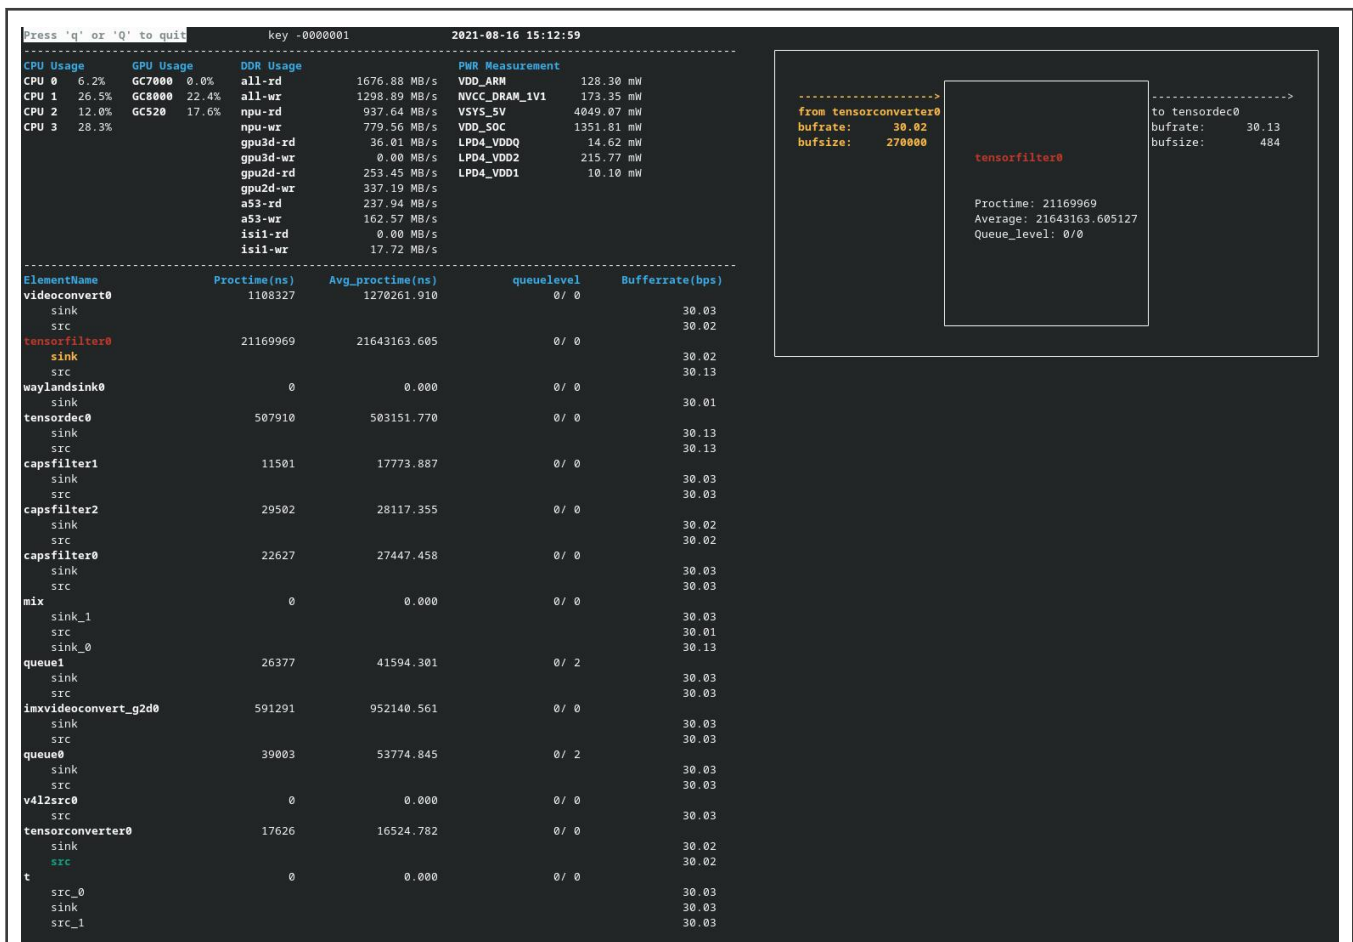 Press 'q' or 'Q' to quit key -0000001 2021-08-16 15:12:59
CPU Usage GPU Usage DDR Usage PWR Measurement
CPU 0 6.2% GC7000 0.0% all-rd 1676.88 MB/s VDD_ARM 128.30 mW
CPU 1 26.5% GC8000 22.4% all-wr 1298.89 MB/s NVCC_DRAM_1V1 173.35 mW
CPU 2 12.0% GC520 17.6% npu-rd 937.64 MB/s VSYS_5V 4049.07 mW
CPU 3 28.3% npu-wr 779.56 MB/s VDD_SOC 1351.81 mW
gpu3d-rd 36.01 MB/s LPD4_VDDQ 14.62 mW
gpu3d-wr 0.00 MB/s LPD4_VDD2 215.77 mW
gpu2d-rd 253.45 MB/s LPD4_VDD1 10.10 mW
gpu2d-wr 337.19 MB/s
a53-rd 237.94 MB/s
a53-wr 162.57 MB/s
isi1-rd 0.00 MB/s
isi1-wr 17.72 MB/s
ElementName Proctime(ns) Avg_proctime(ns) queuelevel Bufferrate(bps)
videoconvert0 1108327 1270261.910 0/ 0
sink 30.03
src 30.02
tensorfilter0 21169969 21643163.605 0/ 0
sink 30.02
src 30.13
waylandsink0 0 0.000 0/ 0
sink 30.01
tensordec0 507910 503151.770 0/ 0
sink 30.13
src 30.13
capsfilter1 11501 17773.887 0/ 0
sink 30.03
src 30.03
capsfilter2 29502 28117.355 0/ 0
sink 30.02
src 30.02
capsfilter0 22627 27447.458 0/ 0
sink 30.03
src 30.03
mix 0 0.000 0/ 0
sink_1 30.03
src 30.01
sink_0 30.13
queue1 26377 41594.301 0/ 2
sink 30.03
src 30.03
imxvideoconvert_g2d0 591291 952140.561 0/ 0
sink 30.03
src 30.03
queue0 39003 53774.845 0/ 2
sink 30.03
src 30.03
v4l2src0 0 0.000 0/ 0
src 30.03
tensorconverter0 17626 16524.782 0/ 0
sink 30.02
src 30.02
t 0 0.000 0/ 0
src_0 30.03
sink 30.03
src_1 30.03
from tensorconverter0
bufrate: 30.02
bufsize: 270000
tensorfilter0
Proctime: 21169969
Average: 21643163.605127
Queue_level: 0/0
to tensordec0
bufrate: 30.13
bufsize: 484